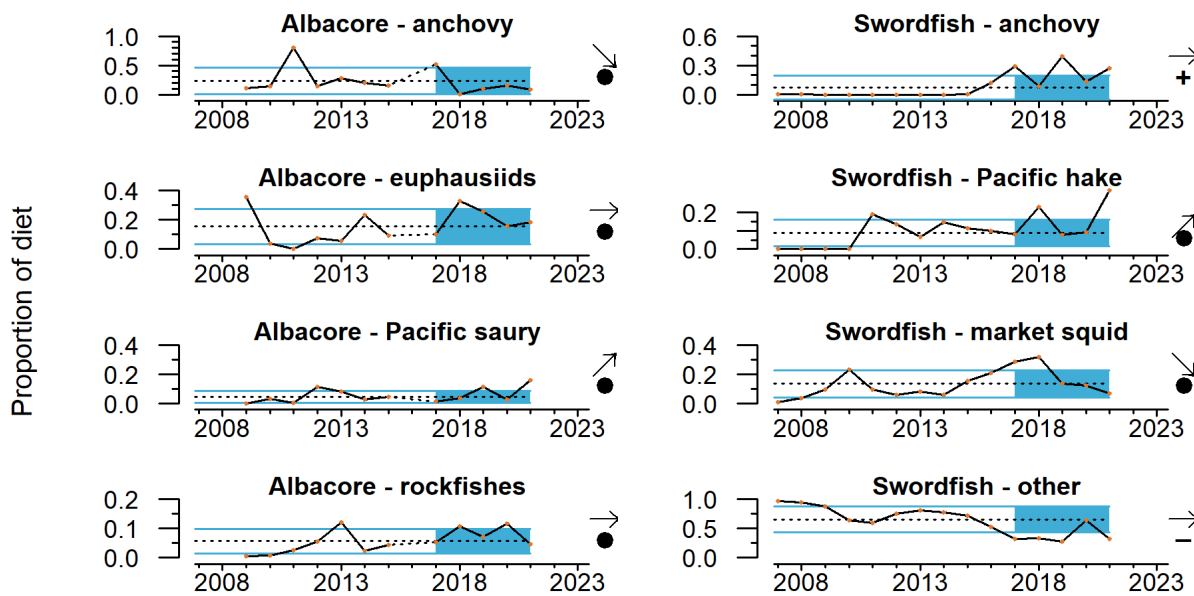 Proportion of diet
Albacore - anchovy
1.0
0.5
0.0
2008 2013 2018 2023
Albacore - euphausiids
0.4
0.2
0.0
2008 2013 2018 2023
Albacore - Pacific saury
0.4
0.2
0.0
2008 2013 2018 2023
Albacore - rockfishes
0.2
0.1
0.0
2008 2013 2018 2023
Swordfish - anchovy
0.6
0.3
0.0
+
2008 2013 2018 2023
Swordfish - Pacific hake
0.2
0.0
2008 2013 2018 2023
Swordfish - market squid
0.4
0.2
0.0
2008 2013 2018 2023
Swordfish - other
1.0
0.5
0.0
−
2008 2013 2018 2023